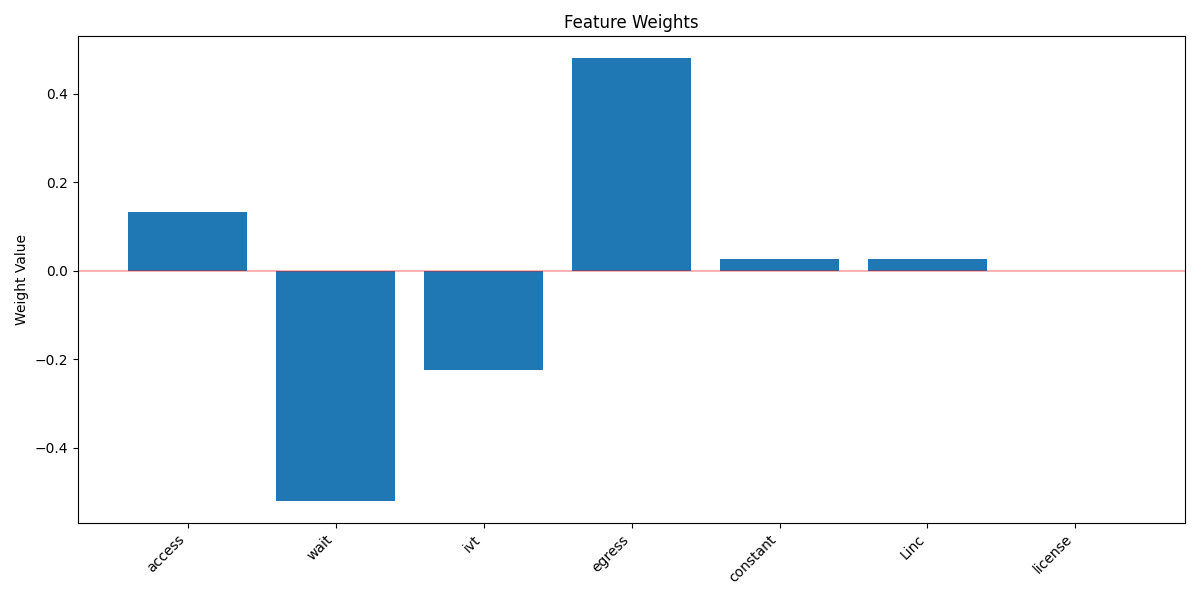 Feature Weights
Weight Value
0.4
0.2
0.0
−0.2
−0.4
access
wait
ivt
egress
constant
Linc
license